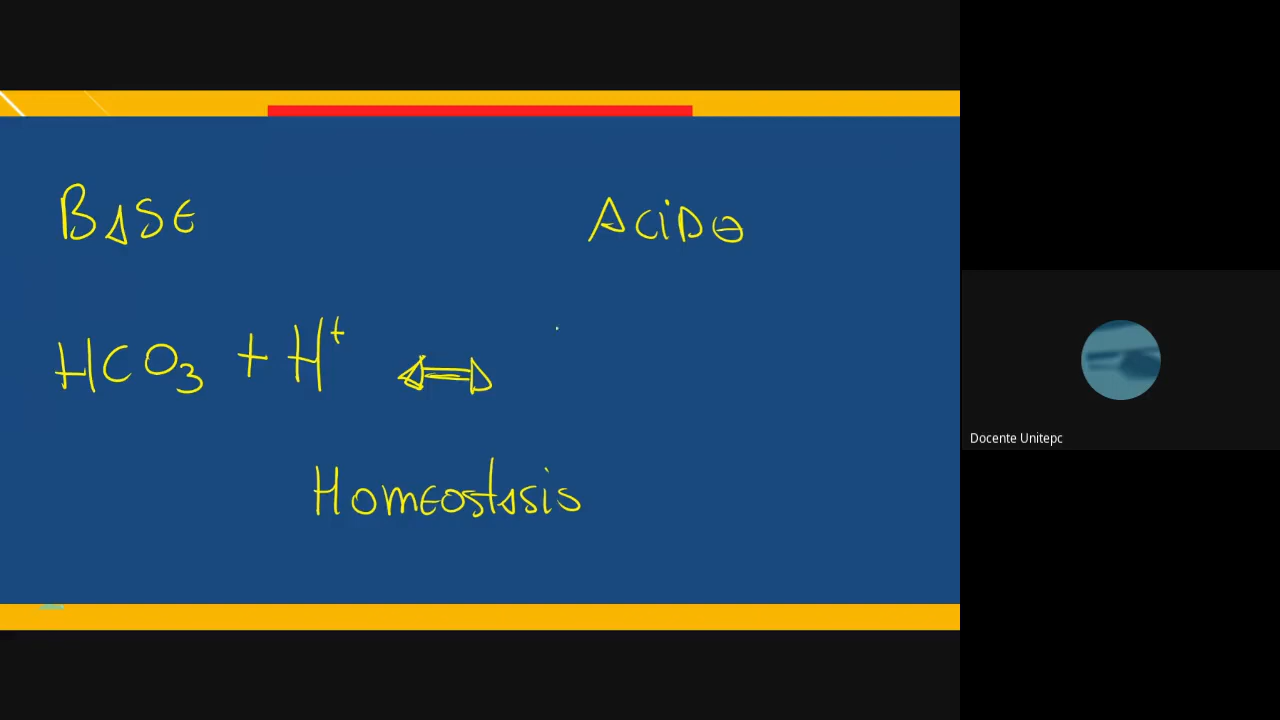 BASE
ACiDO
HCO3 + H+ ⇔
Homeostasis
Docente Unitepc